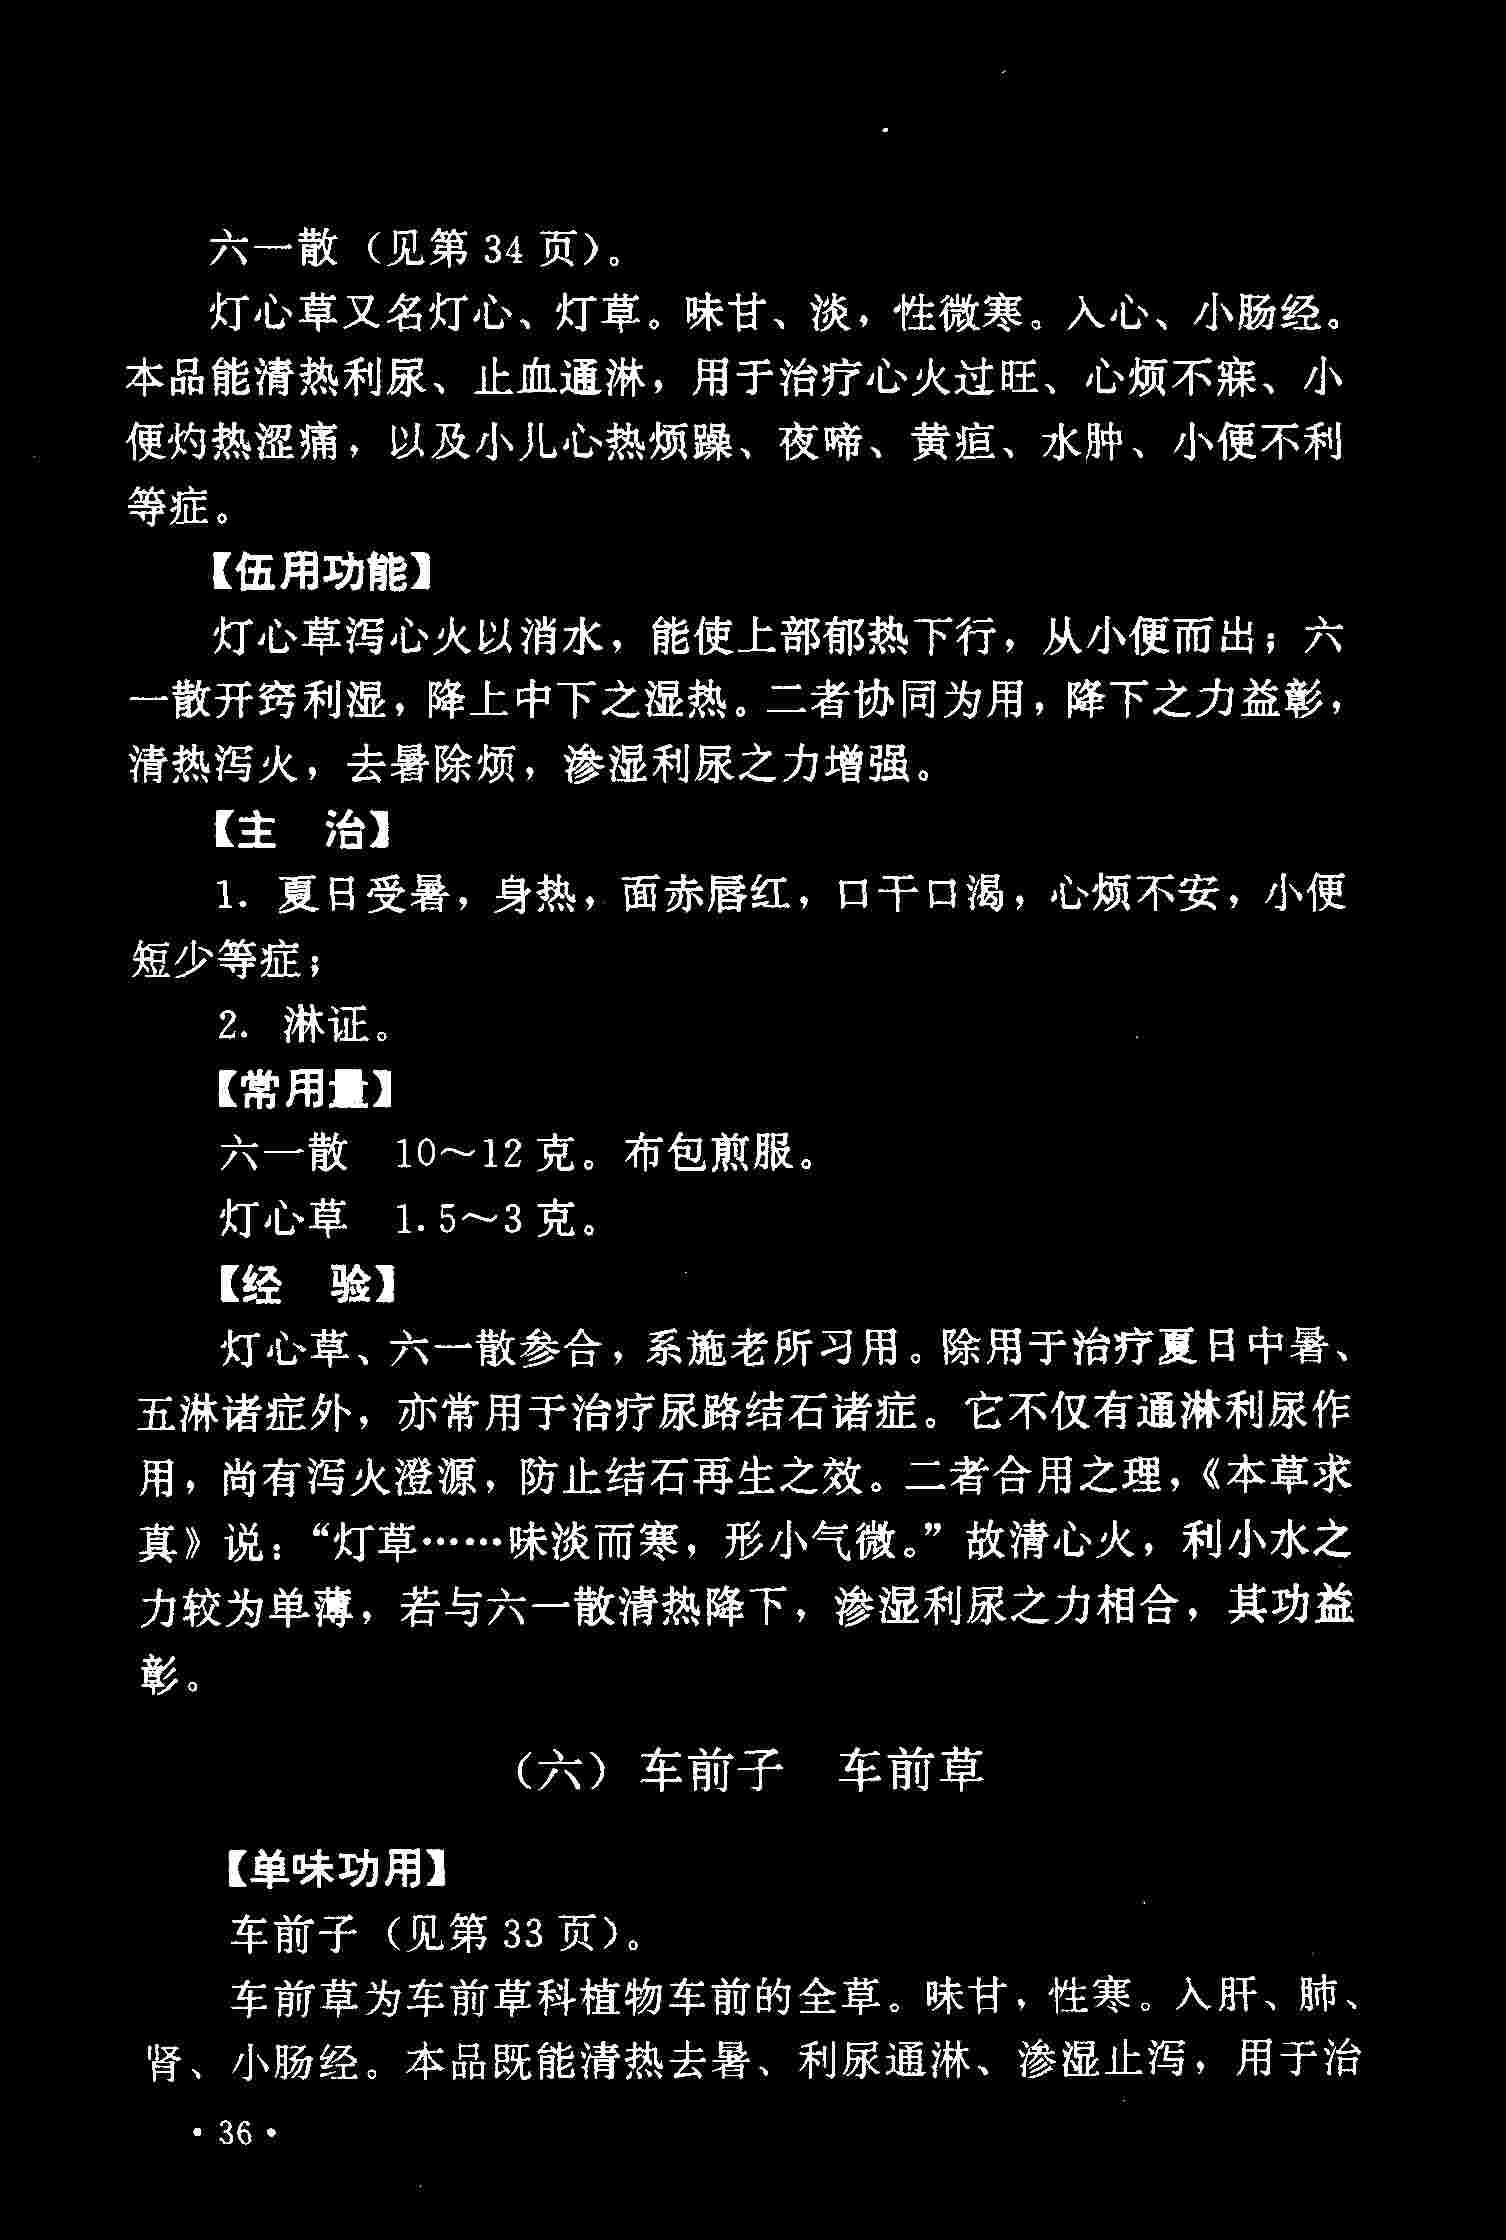 六一散（见第 34 页）。
灯心草又名灯心、灯草。味甘、淡，性微寒。入心、小肠经。
本品能清热利尿、止血通淋，用于治疗心火过旺、心烦不寐、小
便灼热涩痛，以及小儿心热烦躁、夜啼、黄疸、水肿、小便不利
等症。
【伍用功能】
灯心草泻心火以消水，能使上部郁热下行，从小便而出；六
一散开窍利湿，降上中下之湿热。二者协同为用，降下之力益彰，
清热泻火，去暑除烦，渗湿利尿之力增强。
【主　治】
1. 夏日受暑，身热，面赤唇红，口干口渴，心烦不安，小便
短少等症；
2. 淋证。
【常用量】
六一散　10～12 克。布包煎服。
灯心草　1.5～3 克。
【经　验】
灯心草、六一散参合，系施老所习用。除用于治疗夏日中暑、
五淋诸症外，亦常用于治疗尿路结石诸症。它不仅有通淋利尿作
用，尚有泻火澄源，防止结石再生之效。二者合用之理，《本草求
真》说：“灯草……味淡而寒，形小气微。”故清心火，利小水之
力较为单薄，若与六一散清热降下，渗湿利尿之力相合，其功益
彰。
（六）车前子　车前草
【单味功用】
车前子（见第 33 页）。
车前草为车前草科植物车前的全草。味甘，性寒。入肝、肺、
肾、小肠经。本品既能清热去暑、利尿通淋、渗湿止泻，用于治
· 36 ·